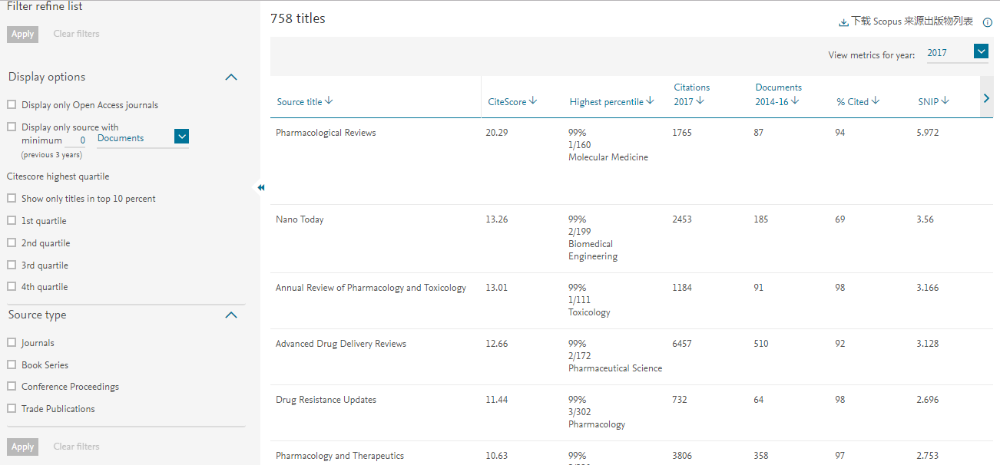 Filter refine list
Apply Clear filters
Display options
Display only Open Access journals
Display only source with
minimum 0 Documents
(previous 3 years)
Citescore highest quartile
Show only titles in top 10 percent
1st quartile
2nd quartile
3rd quartile
4th quartile
Source type
Journals
Book Series
Conference Proceedings
Trade Publications
Apply Clear filters
758 titles
下载 Scopus 来源出版物列表
View metrics for year: 2017
Citations Documents
Source title CiteScore Highest percentile 2017 2014-16 % Cited SNIP
Pharmacological Reviews 20.29 99% 1765 87 94 5.972
1/160
Molecular Medicine
Nano Today 13.26 99% 2453 185 69 3.56
2/199
Biomedical
Engineering
Annual Review of Pharmacology and Toxicology 13.01 99% 1184 91 98 3.166
1/111
Toxicology
Advanced Drug Delivery Reviews 12.66 99% 6457 510 92 3.128
2/172
Pharmaceutical Science
Drug Resistance Updates 11.44 99% 732 64 98 2.696
3/302
Pharmacology
Pharmacology and Therapeutics 10.63 99% 3806 358 97 2.753